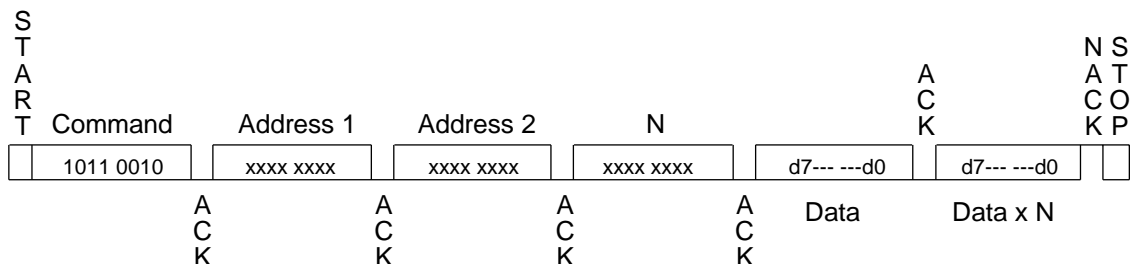 START
Command
Address 1
Address 2
N
ACK
NACK
STOP
1011 0010
xxxx xxxx
xxxx xxxx
xxxx xxxx
d7--- ---d0
d7--- ---d0
ACK
ACK
ACK
ACK
Data
Data x N